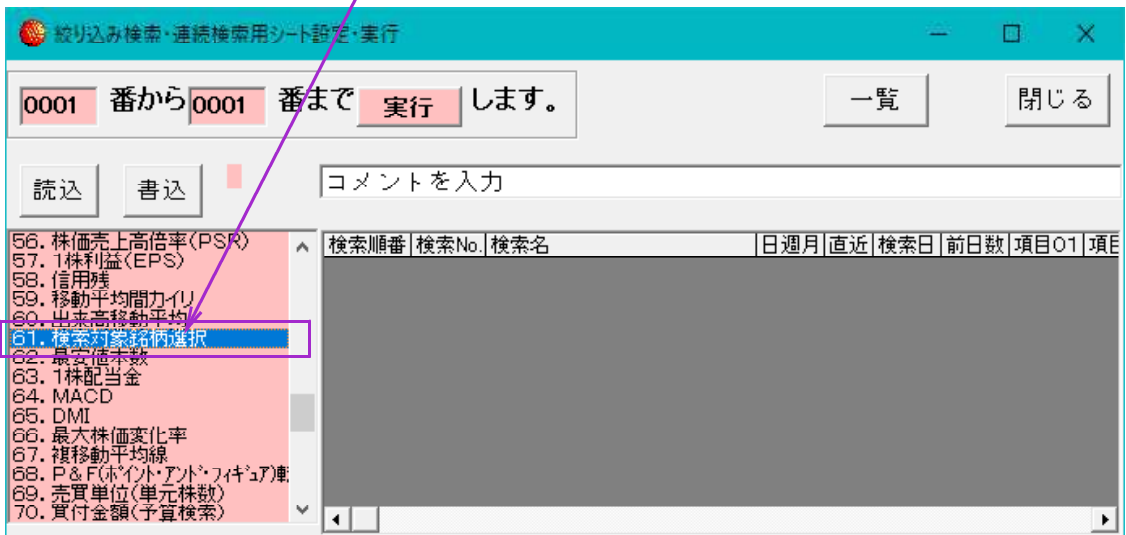 絞り込み検索・連続検索用シート設定・実行
0001 番から 0001 番まで 実行 します。
一覧 閉じる
読込 書込 コメントを入力
検索順番 検索No. 検索名 日週月 直近 検索日 前日数 項目01 項目
56. 株価売上高倍率(PSR)
57. 1株利益(EPS)
58. 信用残
59. 移動平均間カイリ
60. 出来高移動平均
61. 検索対象銘柄選択
62. 最安値本数
63. 1株配当金
64. MACD
65. DMI
66. 最大株価変化率
67. 複移動平均線
68. P&F(ポイント・アンド・フィギュア)転
69. 売買単位(単元株数)
70. 買付金額(予算検索)